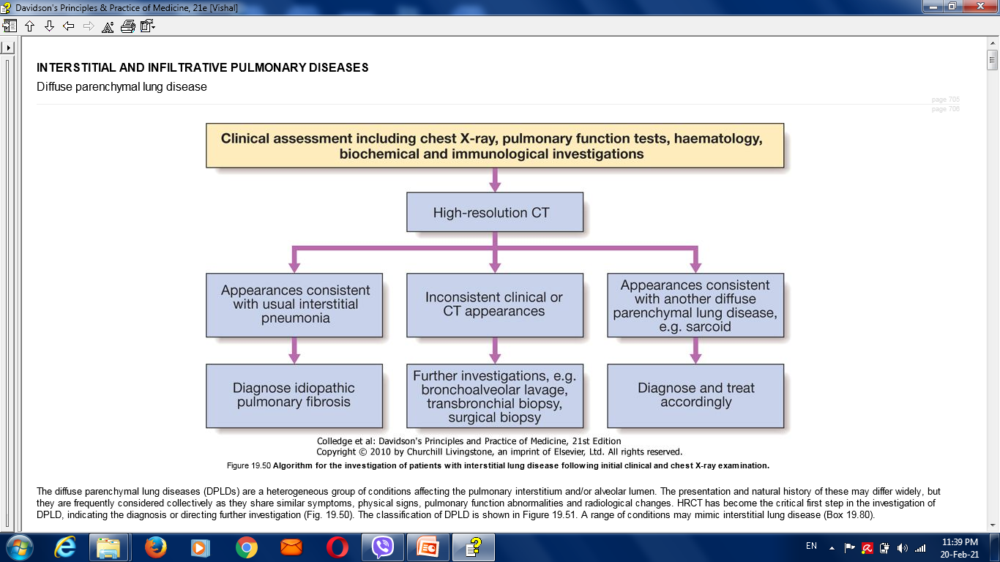 Davidson's Principles & Practice of Medicine, 21e [Vishal]
INTERSTITIAL AND INFILTRATIVE PULMONARY DISEASES
Diffuse parenchymal lung disease
page 705
page 706
Clinical assessment including chest X-ray, pulmonary function tests, haematology,
biochemical and immunological investigations
High-resolution CT
Appearances consistent
with usual interstitial
pneumonia
Inconsistent clinical or
CT appearances
Appearances consistent
with another diffuse
parenchymal lung disease,
e.g. sarcoid
Diagnose idiopathic
pulmonary fibrosis
Further investigations, e.g.
bronchoalveolar lavage,
transbronchial biopsy,
surgical biopsy
Diagnose and treat
accordingly
Colledge et al: Davidson's Principles and Practice of Medicine, 21st Edition
Copyright © 2010 by Churchill Livingstone, an imprint of Elsevier, Ltd. All rights reserved.
Figure 19.50 Algorithm for the investigation of patients with interstitial lung disease following initial clinical and chest X-ray examination.
The diffuse parenchymal lung diseases (DPLDs) are a heterogeneous group of conditions affecting the pulmonary interstitium and/or alveolar lumen. The presentation and natural history of these may differ widely, but
they are frequently considered collectively as they share similar symptoms, physical signs, pulmonary function abnormalities and radiological changes. HRCT has become the critical first step in the investigation of
DPLD, indicating the diagnosis or directing further investigation (Fig. 19.50). The classification of DPLD is shown in Figure 19.51. A range of conditions may mimic interstitial lung disease (Box 19.80).
EN
11:39 PM
20-Feb-21